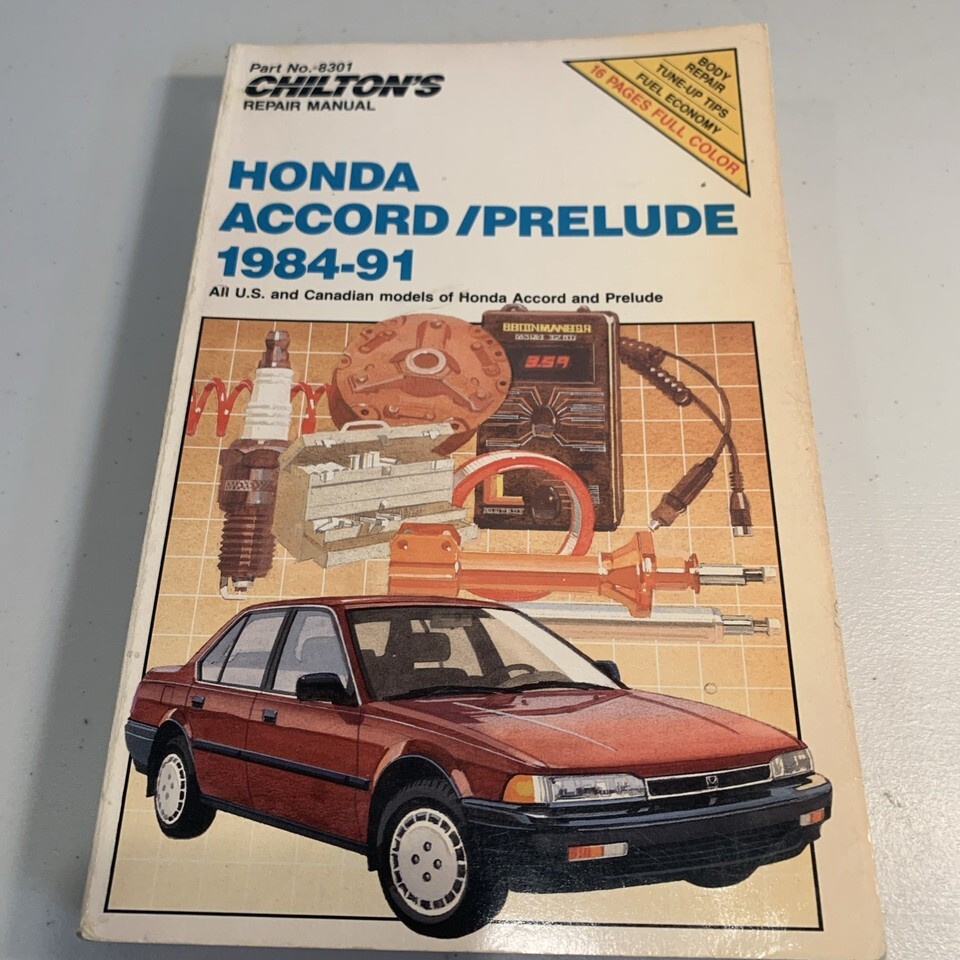 Part No. 8301
CHILTON'S
REPAIR MANUAL
BODY
REPAIR
TUNE-UP TIPS
FUEL ECONOMY
16 PAGES FULL COLOR
HONDA
ACCORD/PRELUDE
1984-91
All U.S. and Canadian models of Honda Accord and Prelude
359